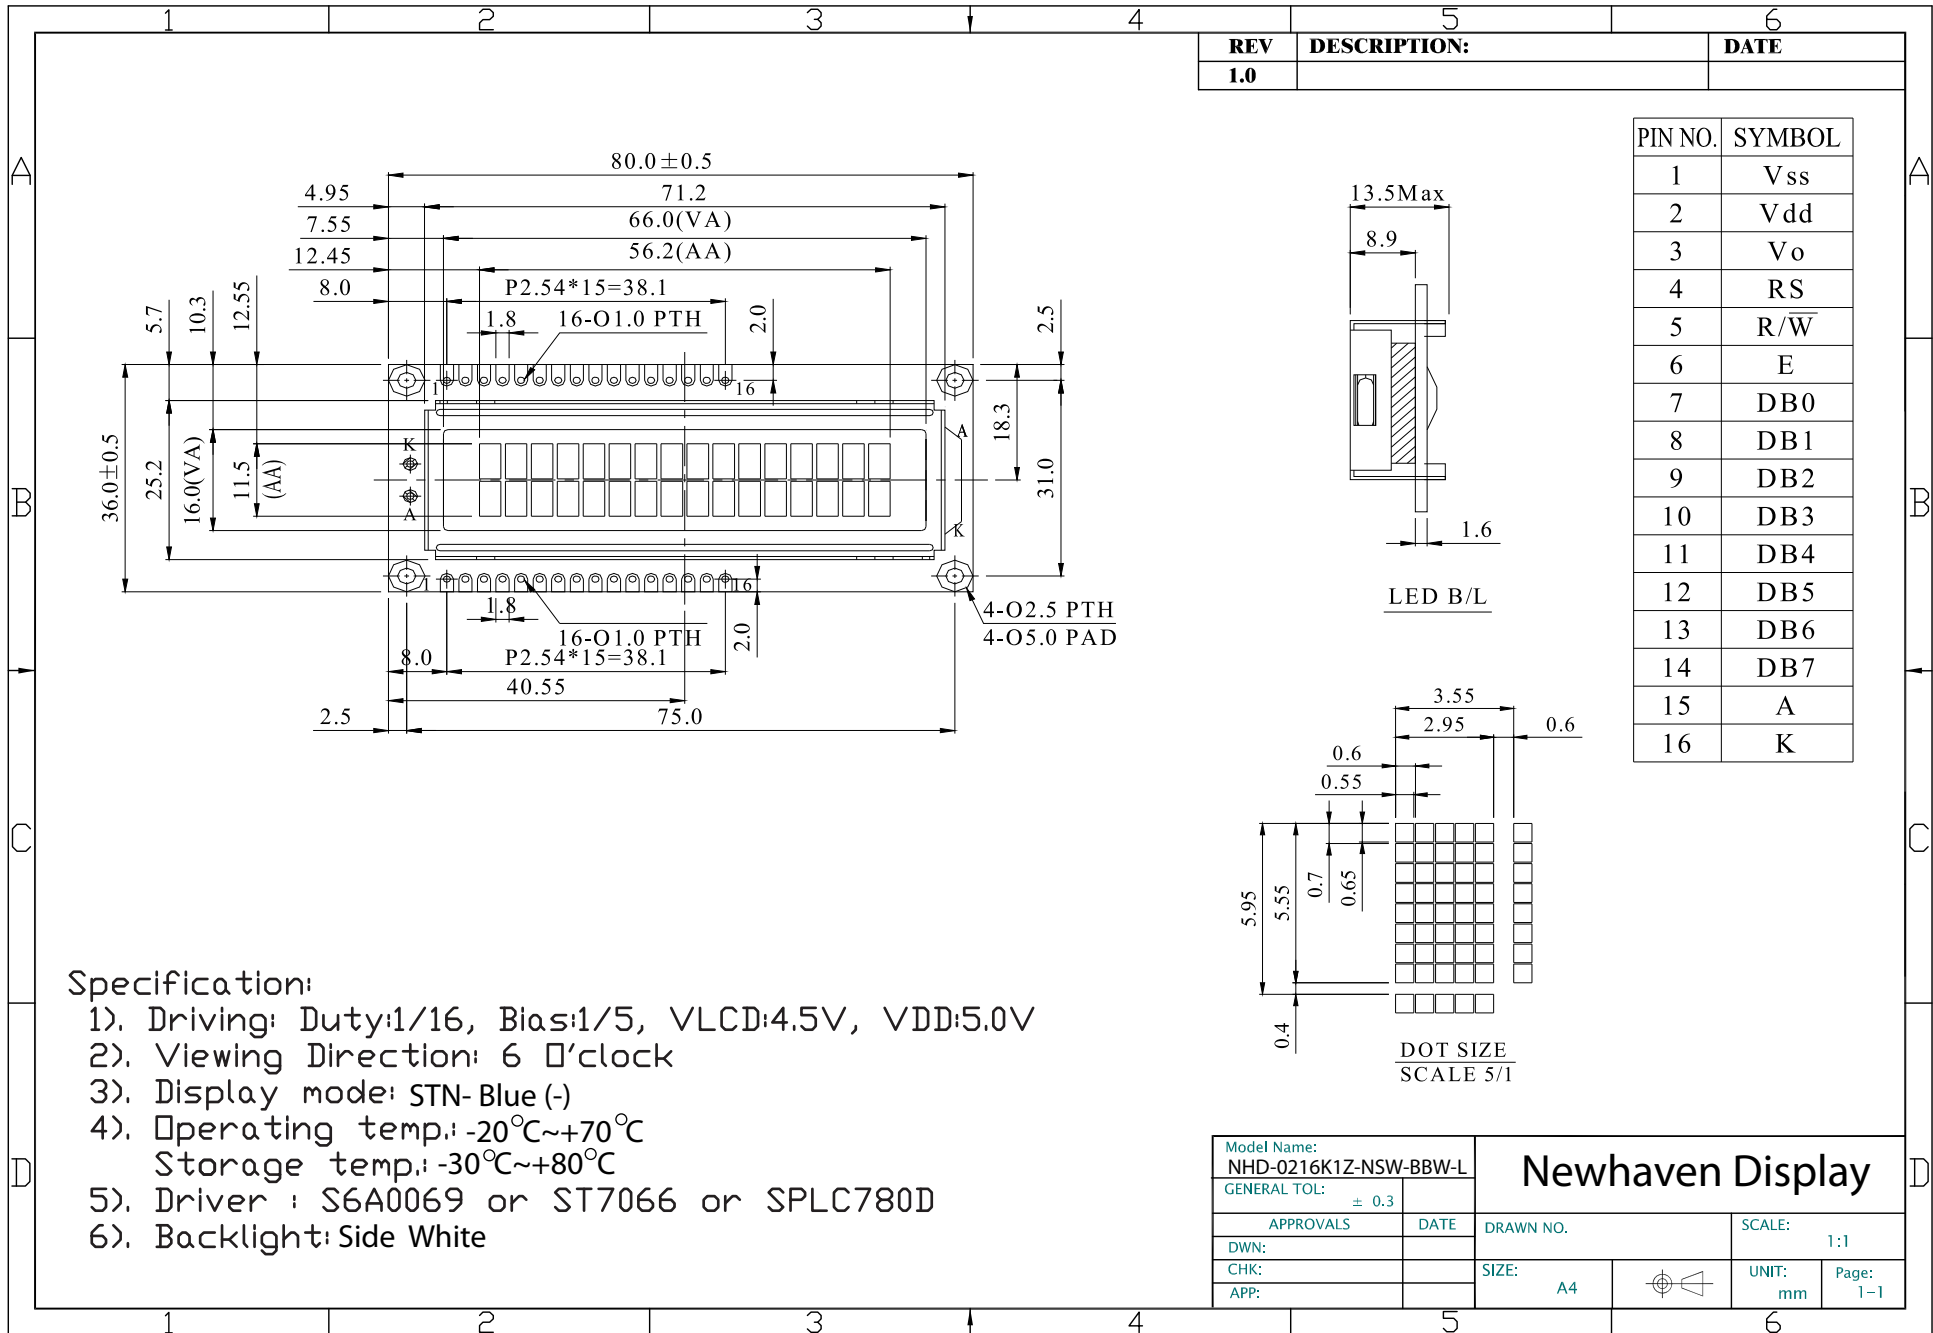 1 2 3 4 5 6
REV DESCRIPTION: DATE
1.0
A
B
C
D
A
B
C
D
80.0±0.5
4.95 71.2
7.55 66.0(VA)
12.45 56.2(AA)
8.0 P2.54*15=38.1
1.8 16-O1.0 PTH
5.7
10.3
12.55
2.0
2.5
1 16
36.0±0.5
25.2
16.0(VA)
11.5
(AA)
K
A
A
K
18.3
31.0
1 16
1.8
16-O1.0 PTH
2.0
8.0 P2.54*15=38.1
40.55
2.5 75.0
4-O2.5 PTH
4-O5.0 PAD
13.5Max
8.9
1.6
LED B/L
PIN NO. SYMBOL
1 Vss
2 Vdd
3 Vo
4 RS
5 R/W̅
6 E
7 DB0
8 DB1
9 DB2
10 DB3
11 DB4
12 DB5
13 DB6
14 DB7
15 A
16 K
3.55
2.95 0.6
0.6
0.55
5.95
5.55
0.7
0.65
0.4
DOT SIZE
SCALE 5/1
Specification:
1). Driving: Duty:1/16, Bias:1/5, VLCD:4.5V, VDD:5.0V
2). Viewing Direction: 6 O'clock
3). Display mode: STN- Blue (-)
4). Operating temp.: -20°C~+70°C
Storage temp.: -30°C~+80°C
5). Driver : S6A0069 or ST7066 or SPLC780D
6). Backlight: Side White
Model Name:
NHD-0216K1Z-NSW-BBW-L
Newhaven Display
GENERAL TOL:
± 0.3
APPROVALS DATE
DWN:
CHK:
APP:
DRAWN NO.
SCALE:
1:1
SIZE:
A4
UNIT:
mm
Page:
1-1
1 2 3 4 5 6